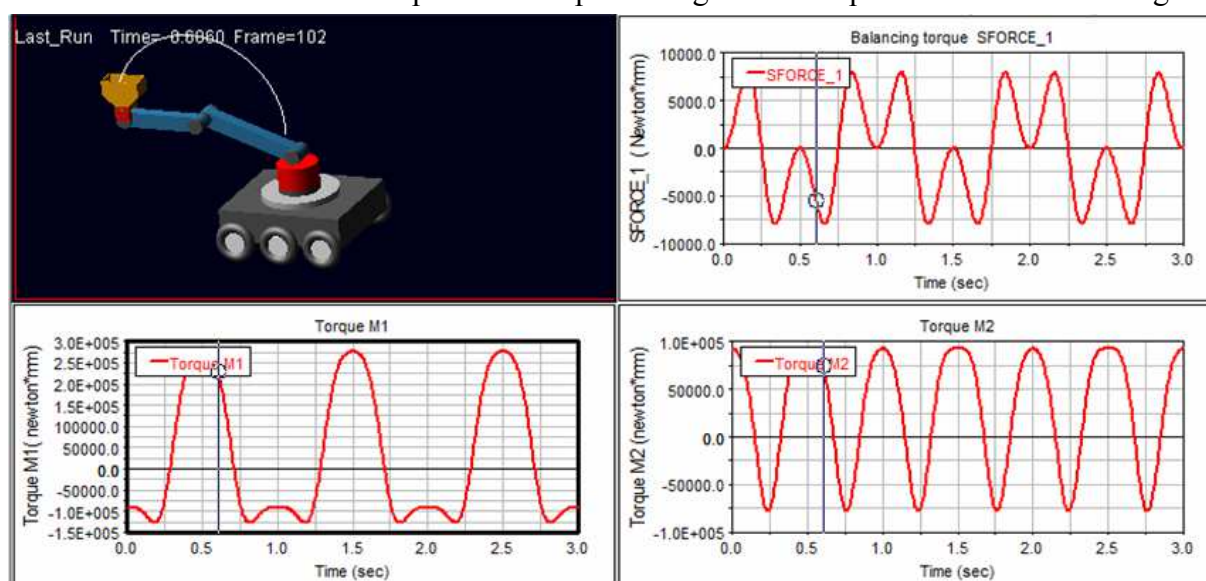 Last_Run Time= 0.6060 Frame=102
Balancing torque SFORCE_1
SFORCE_1
SFORCE_1 ( Newton*mm)
10000.0
5000.0
0.0
-5000.0
-10000.0
0.0 0.5 1.0 1.5 2.0 2.5 3.0
Time (sec)
Torque M1
Torque M1
Torque M1( newton*mm)
3.0E+005
2.5E+005
2.0E+005
1.5E+005
100000.0
50000.0
0.0
-50000.0
-1.0E+005
-1.5E+005
0.0 0.5 1.0 1.5 2.0 2.5 3.0
Time (sec)
Torque M2
Torque M2
Torque M2 (newton*mm)
1.0E+005
50000.0
0.0
-50000.0
-1.0E+005
0.0 0.5 1.0 1.5 2.0 2.5 3.0
Time (sec)